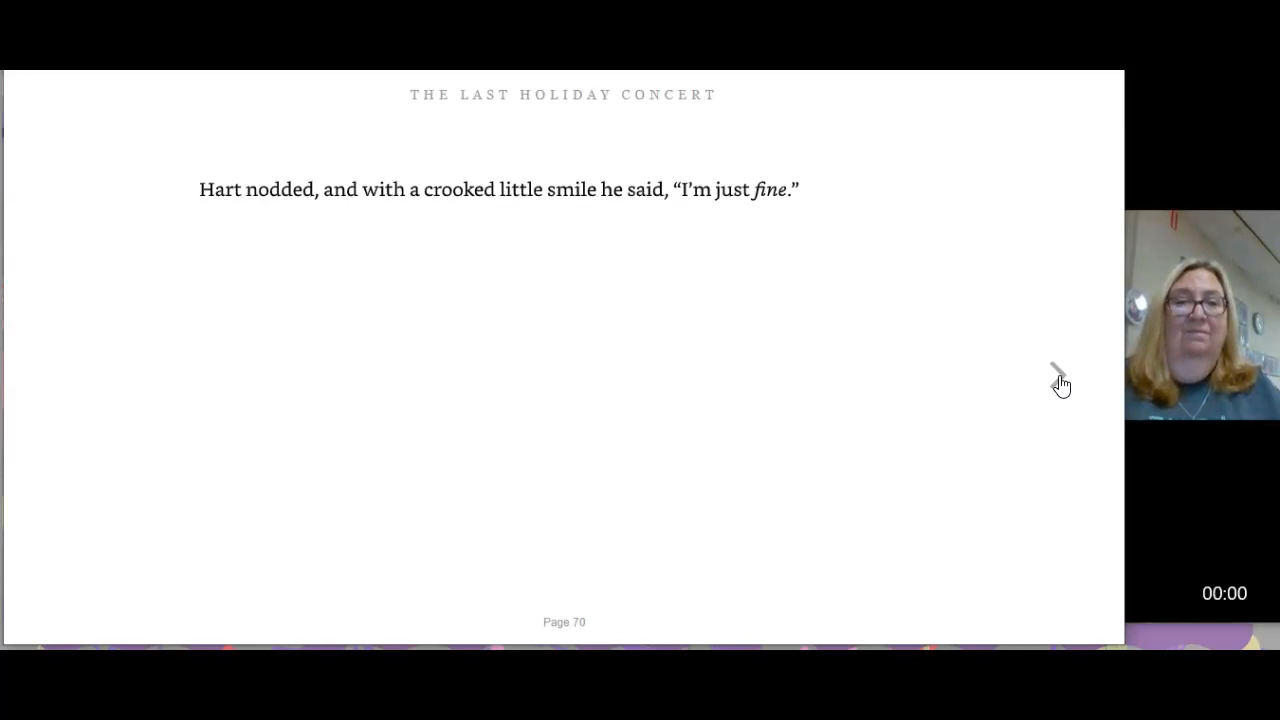 THE LAST HOLIDAY CONCERT
Hart nodded, and with a crooked little smile he said, “I’m just fine.”
00:00
Page 70